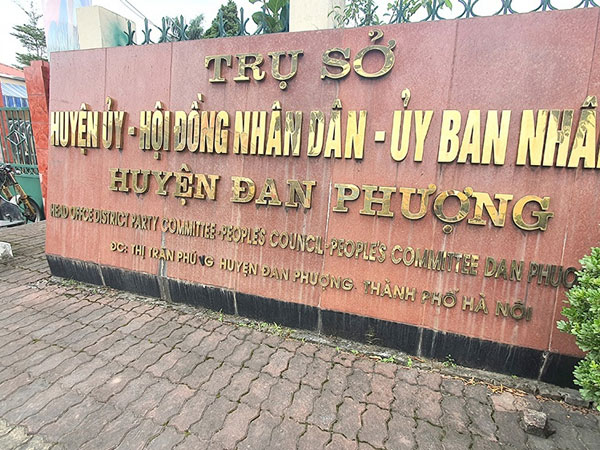 TRỤ SỞ
HUYỆN ỦY - HỘI ĐỒNG NHÂN DÂN - ỦY BAN NHÂ
HUYỆN ĐAN PHƯỢNG
HEAD OFFICE DISTRICT PARTY COMMITTEE-PEOPLE'S COUNCIL-PEOPLE'S COMMITTEE DAN PHUO
ĐC: THỊ TRẤN PHÙNG HUYỆN ĐAN PHƯỢNG, THÀNH PHỐ HÀ NỘI